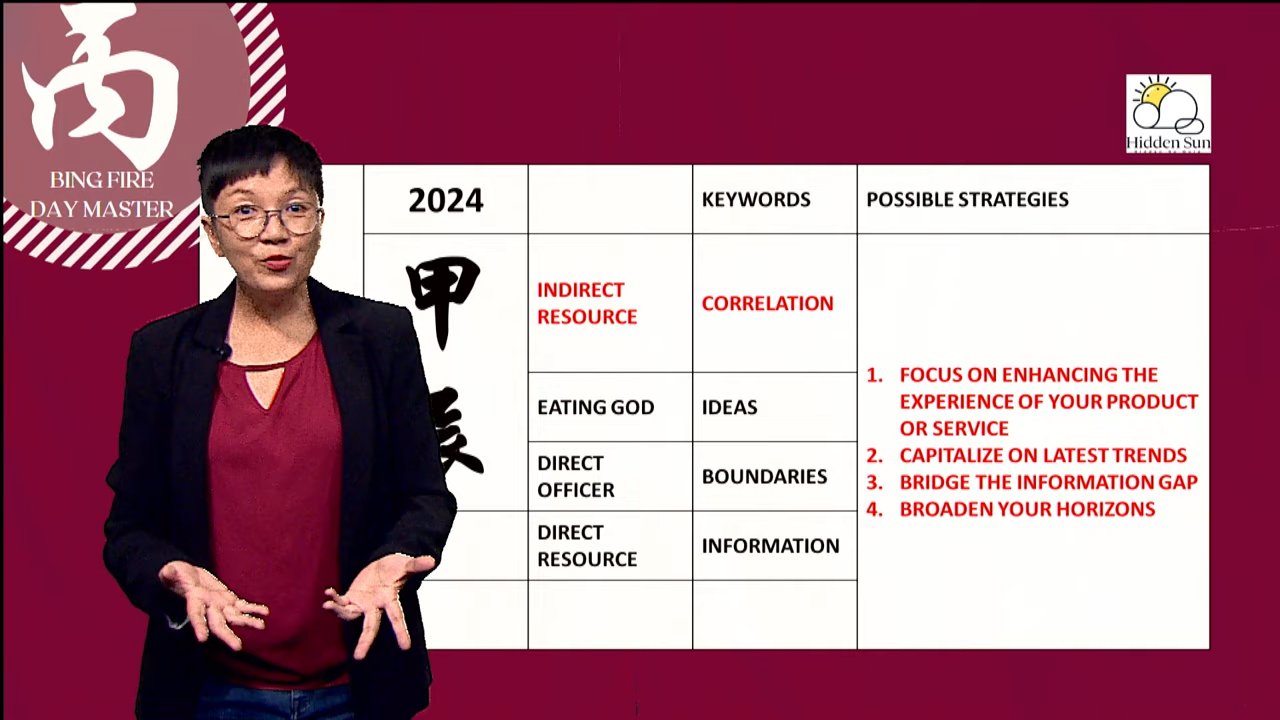 丙
BING FIRE
DAY MASTER
Hidden Sun
2024
KEYWORDS
POSSIBLE STRATEGIES
甲
辰
INDIRECT
RESOURCE
CORRELATION
EATING GOD
IDEAS
DIRECT
OFFICER
BOUNDARIES
DIRECT
RESOURCE
INFORMATION
1. FOCUS ON ENHANCING THE
EXPERIENCE OF YOUR PRODUCT
OR SERVICE
2. CAPITALIZE ON LATEST TRENDS
3. BRIDGE THE INFORMATION GAP
4. BROADEN YOUR HORIZONS